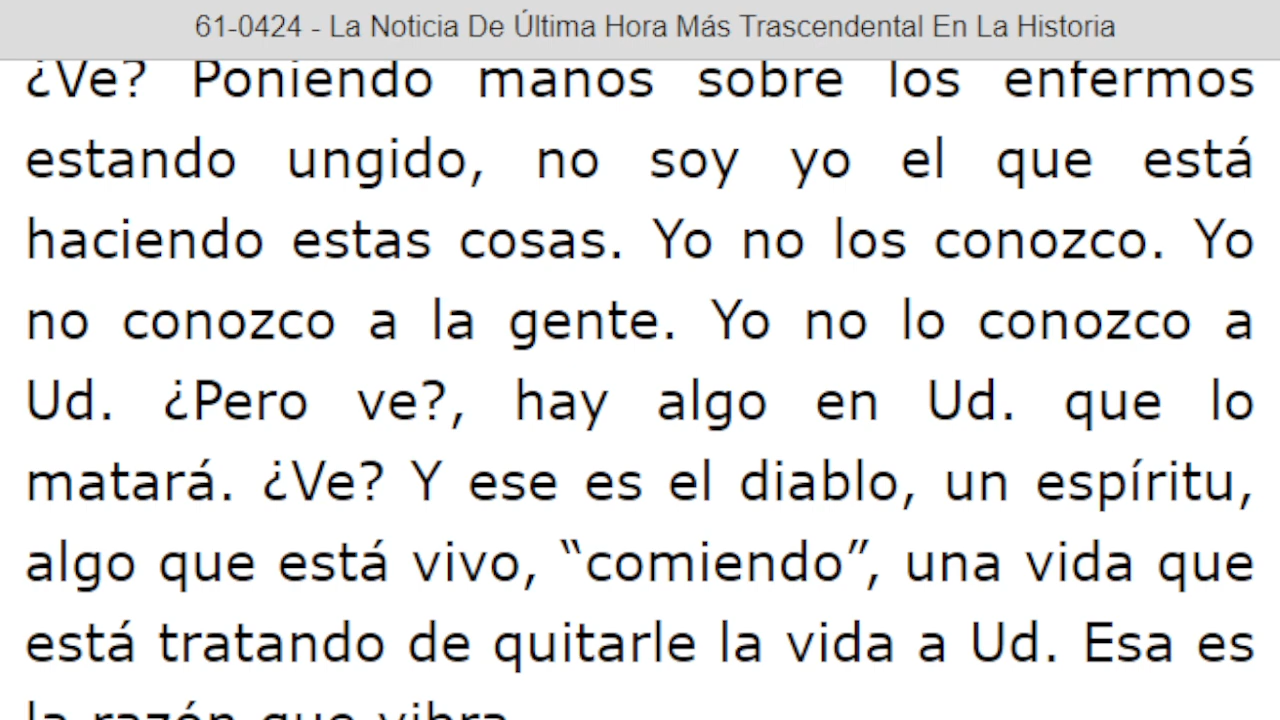 61-0424 - La Noticia De Última Hora Más Trascendental En La Historia
¿Ve? Poniendo manos sobre los enfermos
estando ungido, no soy yo el que está
haciendo estas cosas. Yo no los conozco. Yo
no conozco a la gente. Yo no lo conozco a
Ud. ¿Pero ve?, hay algo en Ud. que lo
matará. ¿Ve? Y ese es el diablo, un espíritu,
algo que está vivo, “comiendo”, una vida que
está tratando de quitarle la vida a Ud. Esa es
la razón que vibra